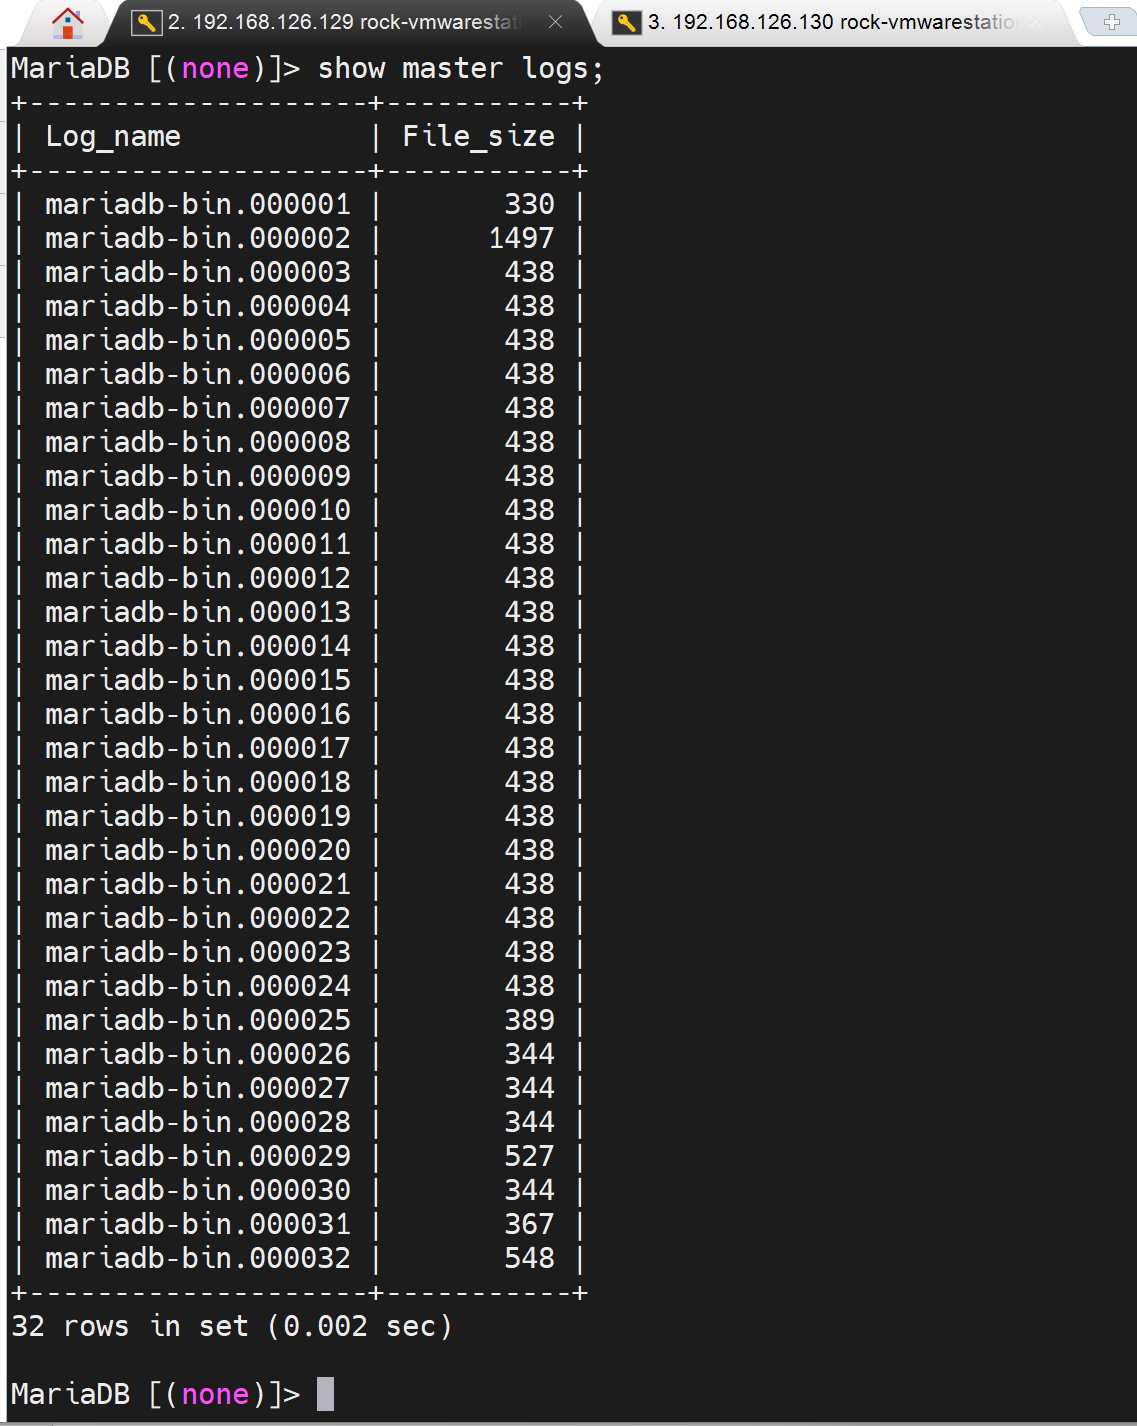 2. 192.168.126.129 rock-vmwarestati
3. 192.168.126.130 rock-vmwarestatio
MariaDB [(none)]> show master logs;
+--------------------+-----------+
| Log_name           | File_size |
+--------------------+-----------+
| mariadb-bin.000001 |       330 |
| mariadb-bin.000002 |      1497 |
| mariadb-bin.000003 |       438 |
| mariadb-bin.000004 |       438 |
| mariadb-bin.000005 |       438 |
| mariadb-bin.000006 |       438 |
| mariadb-bin.000007 |       438 |
| mariadb-bin.000008 |       438 |
| mariadb-bin.000009 |       438 |
| mariadb-bin.000010 |       438 |
| mariadb-bin.000011 |       438 |
| mariadb-bin.000012 |       438 |
| mariadb-bin.000013 |       438 |
| mariadb-bin.000014 |       438 |
| mariadb-bin.000015 |       438 |
| mariadb-bin.000016 |       438 |
| mariadb-bin.000017 |       438 |
| mariadb-bin.000018 |       438 |
| mariadb-bin.000019 |       438 |
| mariadb-bin.000020 |       438 |
| mariadb-bin.000021 |       438 |
| mariadb-bin.000022 |       438 |
| mariadb-bin.000023 |       438 |
| mariadb-bin.000024 |       438 |
| mariadb-bin.000025 |       389 |
| mariadb-bin.000026 |       344 |
| mariadb-bin.000027 |       344 |
| mariadb-bin.000028 |       344 |
| mariadb-bin.000029 |       527 |
| mariadb-bin.000030 |       344 |
| mariadb-bin.000031 |       367 |
| mariadb-bin.000032 |       548 |
+--------------------+-----------+
32 rows in set (0.002 sec)
MariaDB [(none)]>